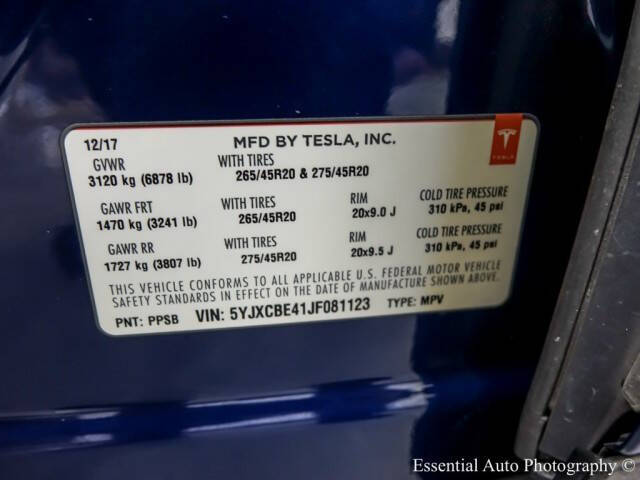 12/17 MFD BY TESLA, INC. TESLA
GVWR WITH TIRES
3120 kg (6878 lb) 265/45R20 & 275/45R20
GAWR FRT WITH TIRES RIM COLD TIRE PRESSURE
1470 kg (3241 lb) 265/45R20 20x9.0 J 310 kPa, 45 psi
GAWR RR WITH TIRES RIM COLD TIRE PRESSURE
1727 kg (3807 lb) 275/45R20 20x9.5 J 310 kPa, 45 psi
THIS VEHICLE CONFORMS TO ALL APPLICABLE U.S. FEDERAL MOTOR VEHICLE
SAFETY STANDARDS IN EFFECT ON THE DATE OF MANUFACTURE SHOWN ABOVE.
PNT: PPSB VIN: 5YJXCBE41JF081123 TYPE: MPV
Essential Auto Photography ©